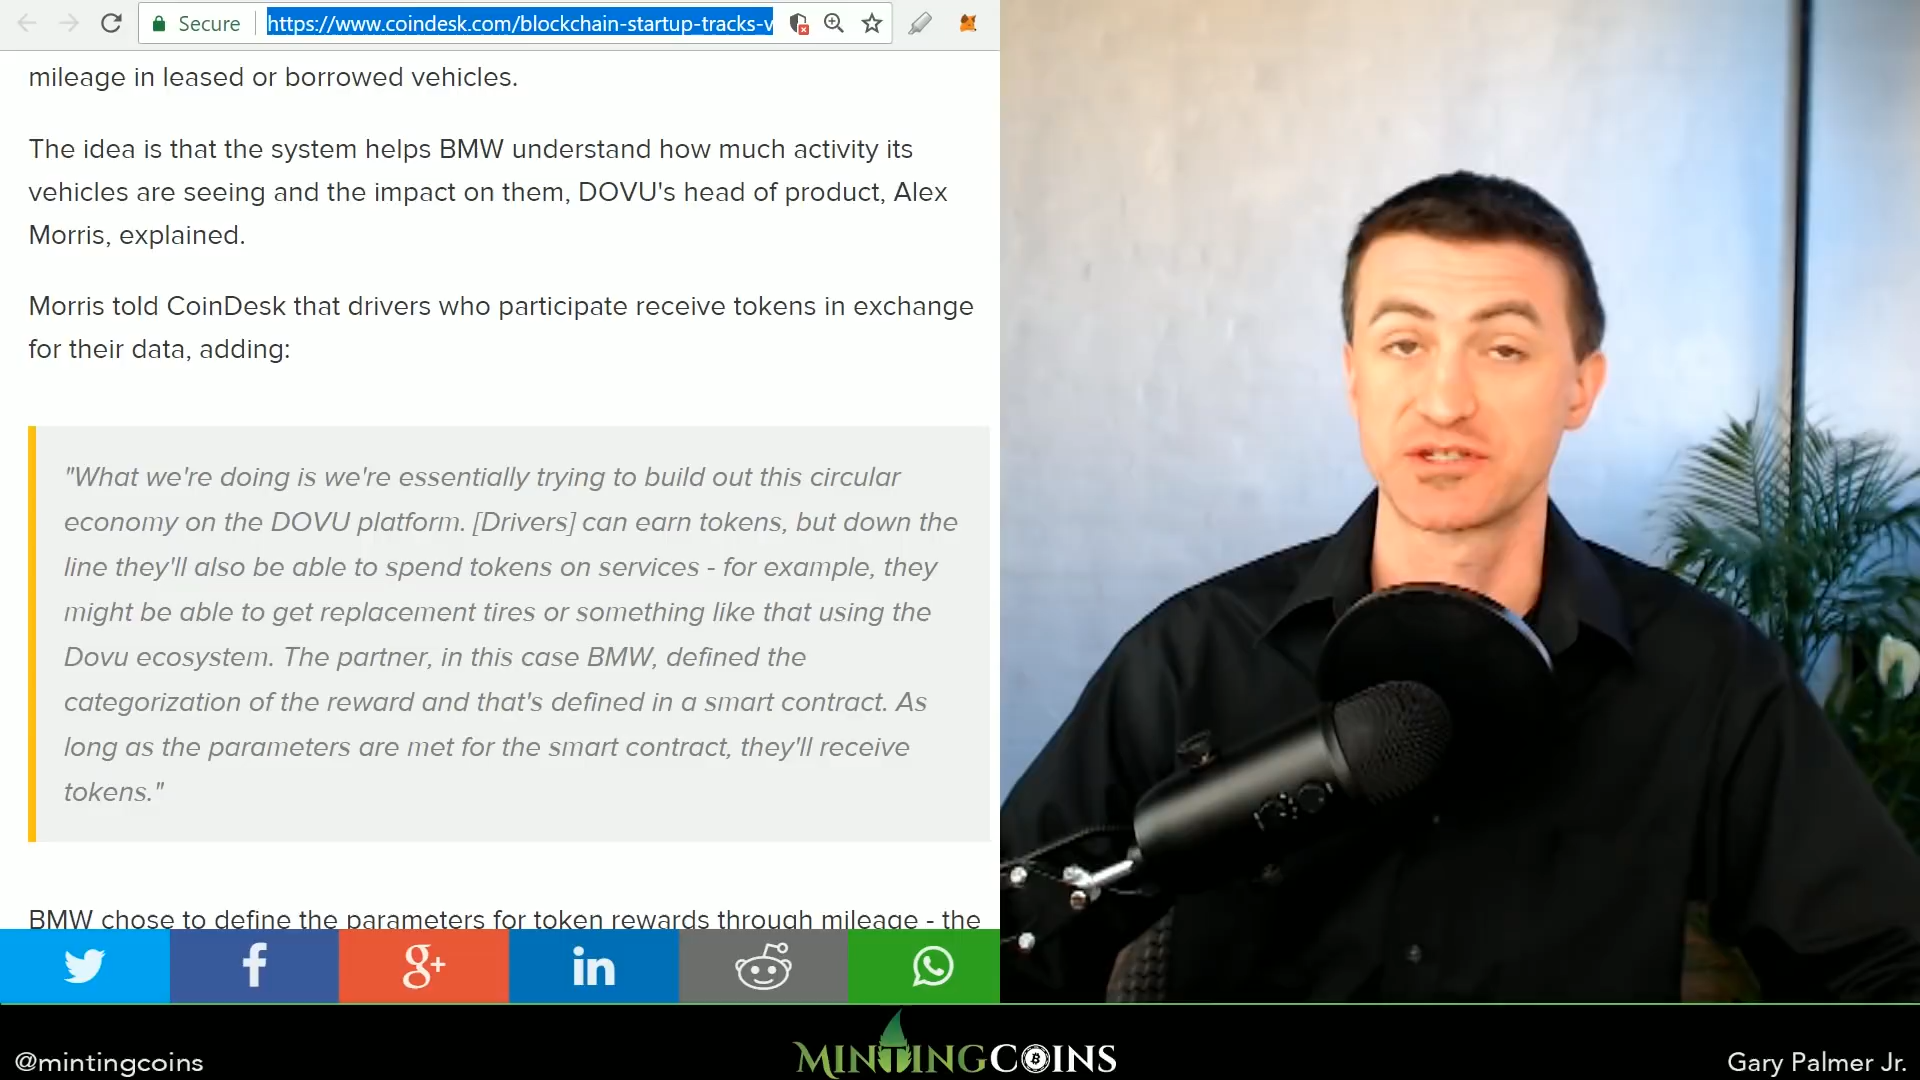 Secure
https://www.coindesk.com/blockchain-startup-tracks-v
mileage in leased or borrowed vehicles.
The idea is that the system helps BMW understand how much activity its
vehicles are seeing and the impact on them, DOVU's head of product, Alex
Morris, explained.
Morris told CoinDesk that drivers who participate receive tokens in exchange
for their data, adding:
"What we're doing is we're essentially trying to build out this circular
economy on the DOVU platform. [Drivers] can earn tokens, but down the
line they'll also be able to spend tokens on services - for example, they
might be able to get replacement tires or something like that using the
Dovu ecosystem. The partner, in this case BMW, defined the
categorization of the reward and that's defined in a smart contract. As
long as the parameters are met for the smart contract, they'll receive
tokens."
BMW chose to define the parameters for token rewards through mileage - the
f
g+
in
@mintingcoins
MINTINGCOINS
Gary Palmer Jr.